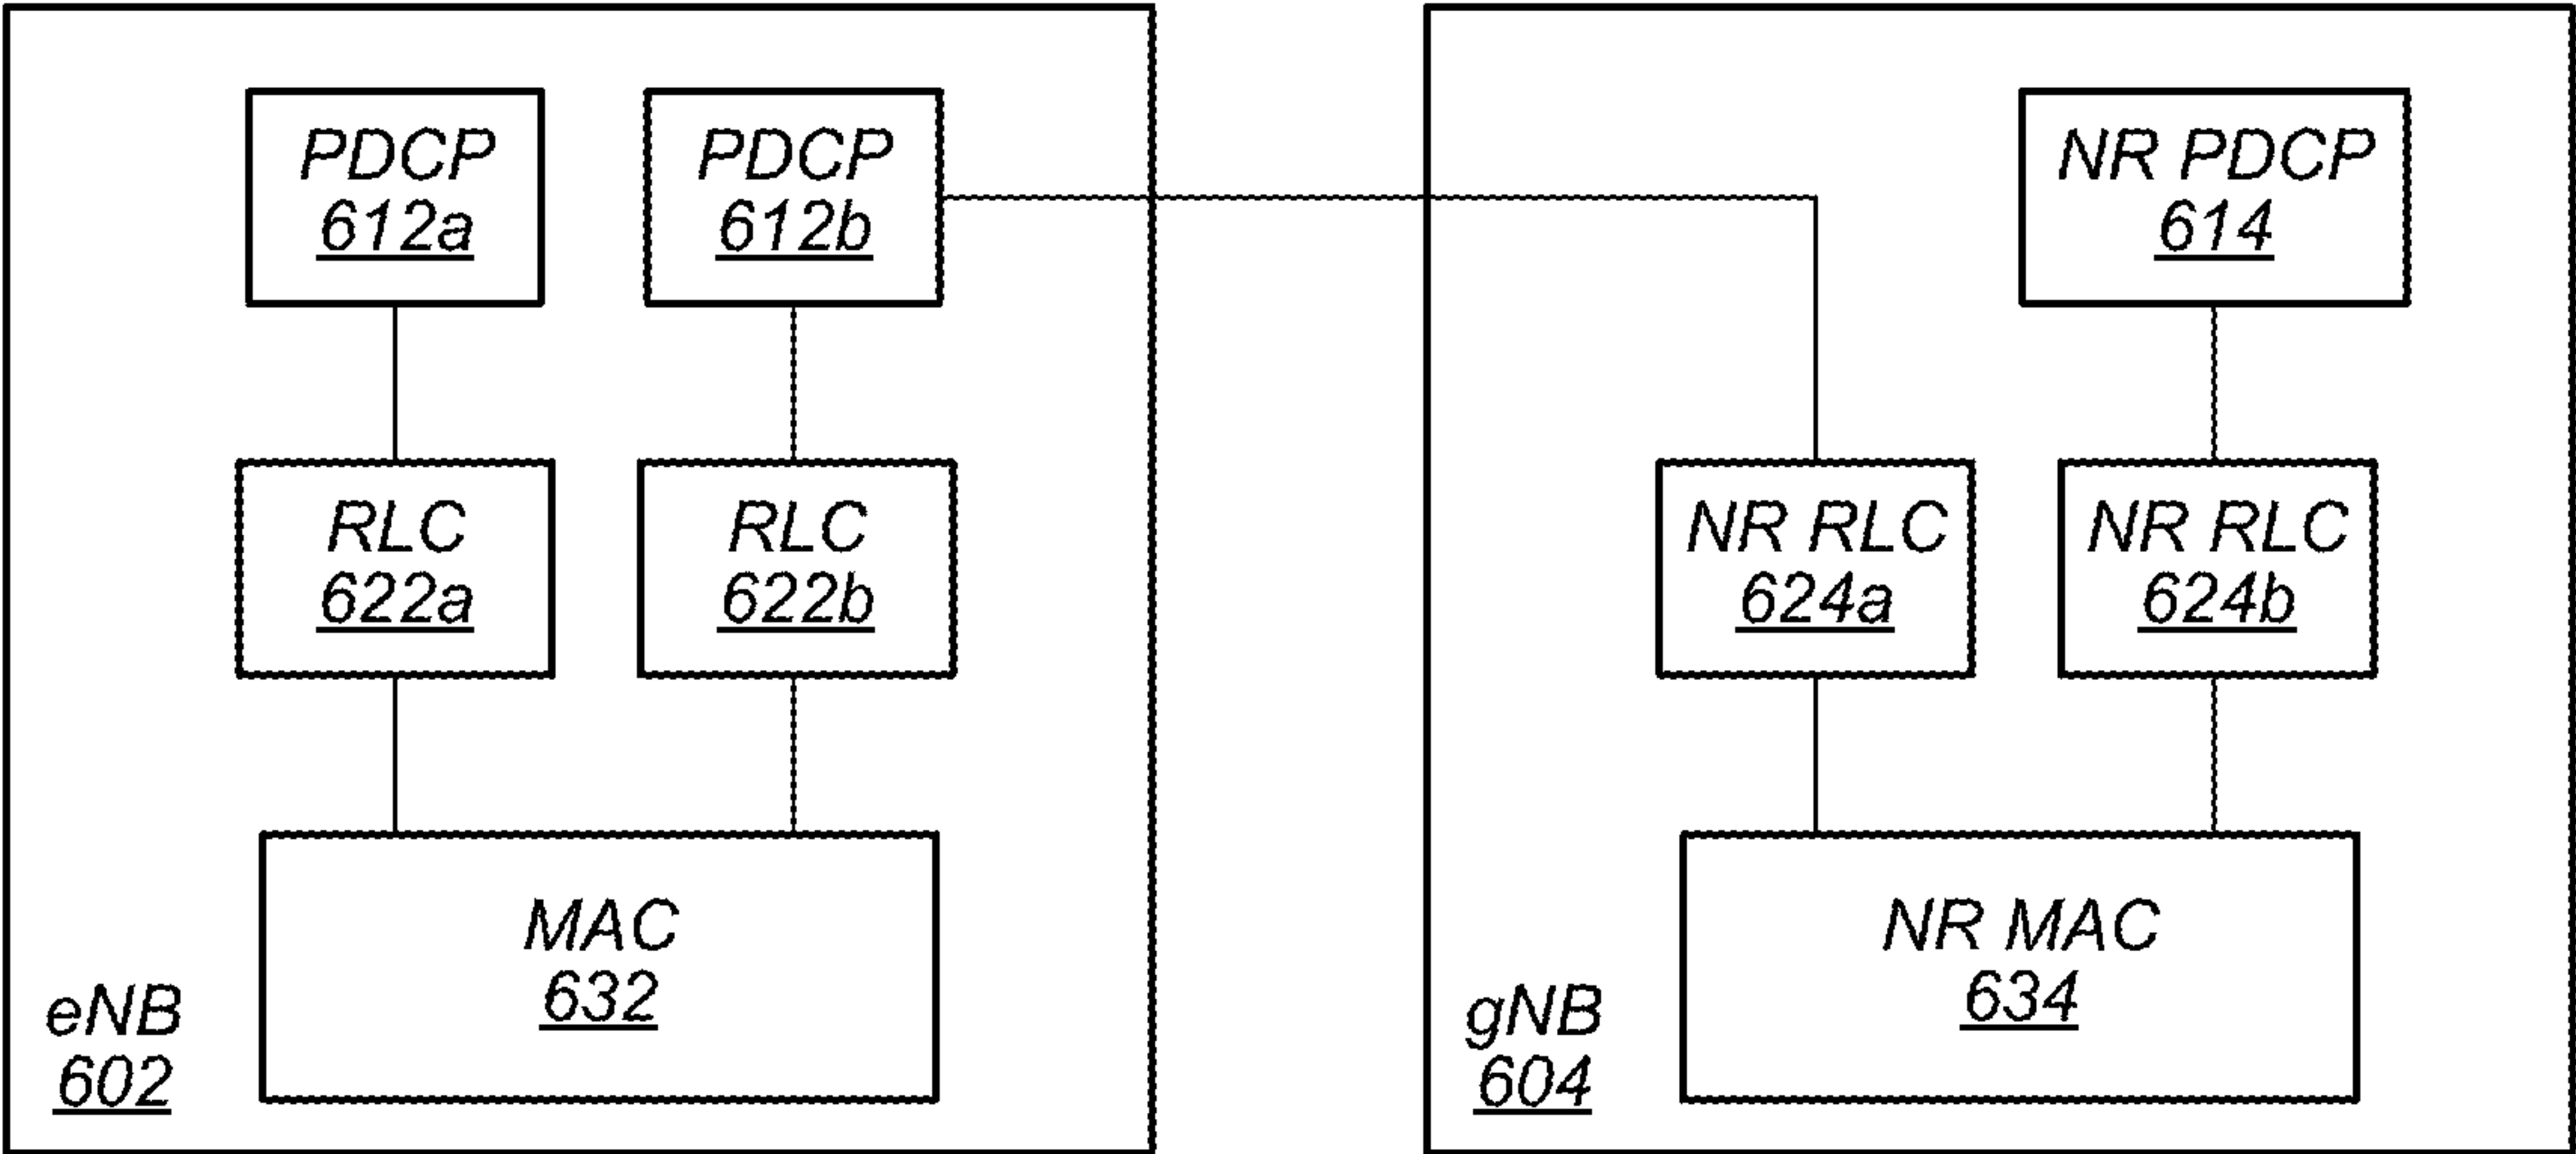 PDCP
612a
PDCP
612b
NR PDCP
614
RLC
622a
RLC
622b
NR RLC
624a
NR RLC
624b
MAC
632
NR MAC
634
eNB
602
gNB
604